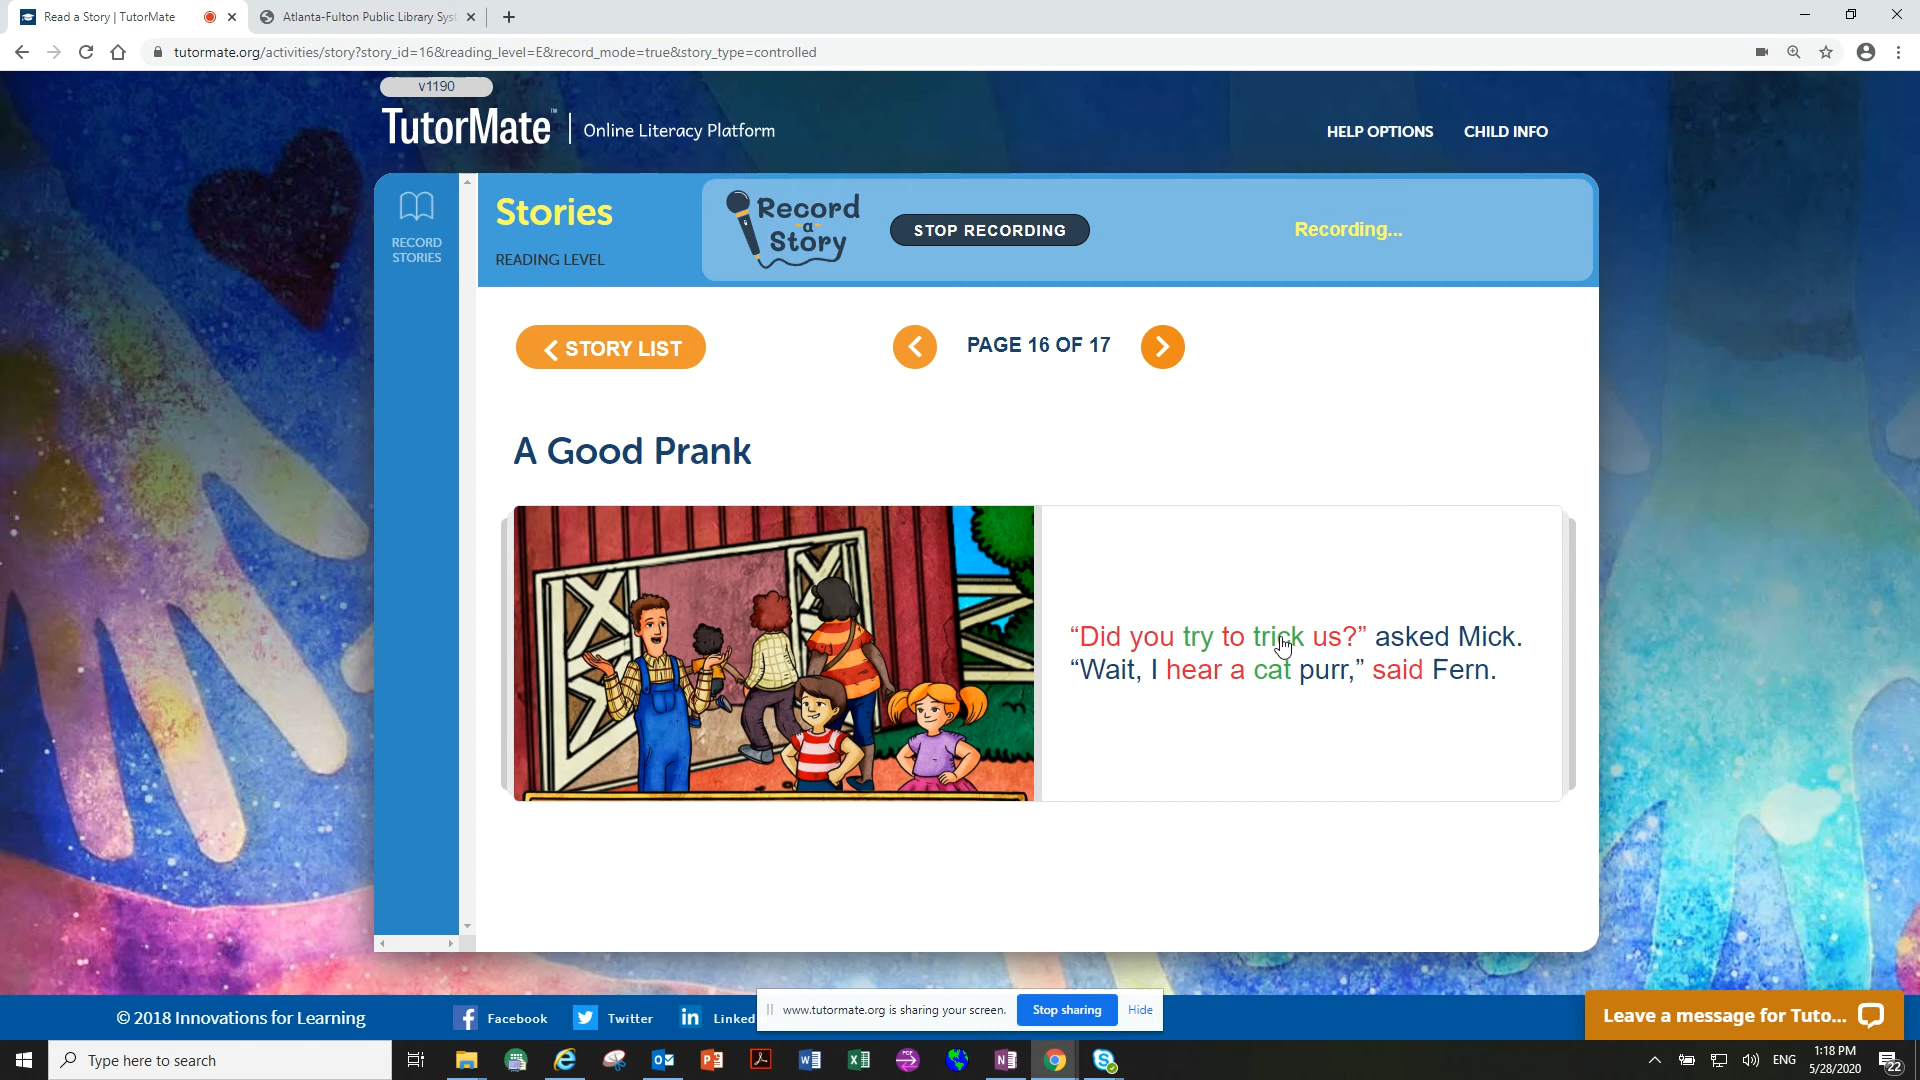 Read a Story | TutorMate
Atlanta-Fulton Public Library Syst
tutormate.org/activities/story?story_id=16&reading_level=E&record_mode=true&story_type=controlled
v1190
TutorMate™ | Online Literacy Platform
HELP OPTIONS
CHILD INFO
RECORD
STORIES
Stories
READING LEVEL
Record
a
Story
STOP RECORDING
Recording...
STORY LIST
PAGE 16 OF 17
A Good Prank
“Did you try to trick us?” asked Mick.
“Wait, I hear a cat purr,” said Fern.
© 2018 Innovations for Learning
Facebook
Twitter
Linked
www.tutormate.org is sharing your screen.
Stop sharing
Hide
Leave a message for Tuto...
Type here to search
ENG
1:18 PM
5/28/2020
22